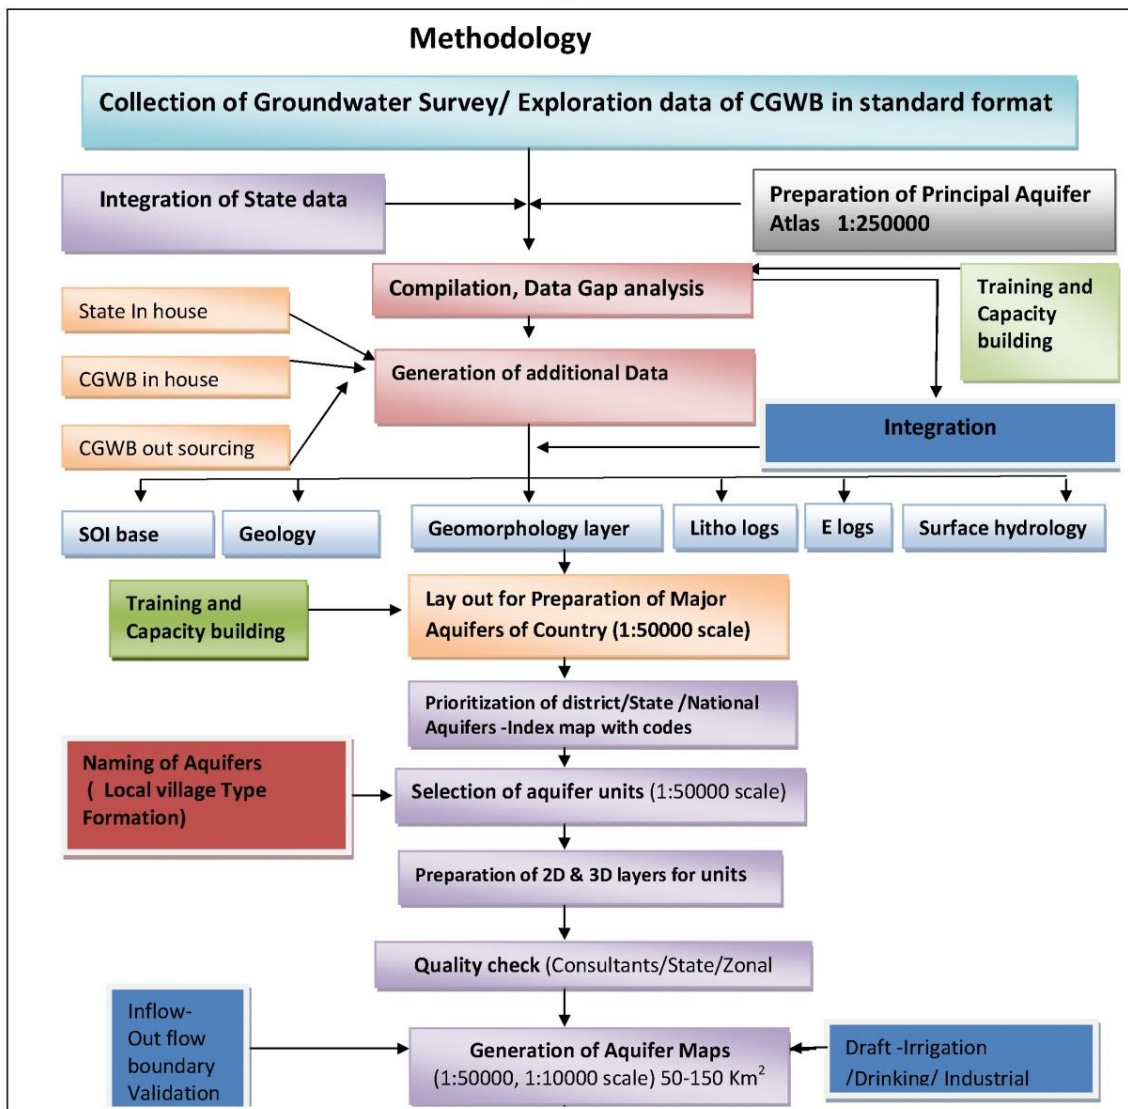 Methodology
Collection of Groundwater Survey/ Exploration data of CGWB in standard format
Integration of State data
Preparation of Principal Aquifer
Atlas 1:250000
Compilation, Data Gap analysis
Training and
Capacity
building
State In house
CGWB in house
CGWB out sourcing
Generation of additional Data
Integration
SOI base
Geology
Geomorphology layer
Litho logs
E logs
Surface hydrology
Training and
Capacity building
Lay out for Preparation of Major
Aquifers of Country (1:50000 scale)
Prioritization of district/State /National
Aquifers -Index map with codes
Naming of Aquifers
( Local village Type
Formation)
Selection of aquifer units (1:50000 scale)
Preparation of 2D & 3D layers for units
Quality check (Consultants/State/Zonal
Inflow-
Out flow
boundary
Validation
Generation of Aquifer Maps
(1:50000, 1:10000 scale) 50-150 Km²
Draft -Irrigation
/Drinking/ Industrial